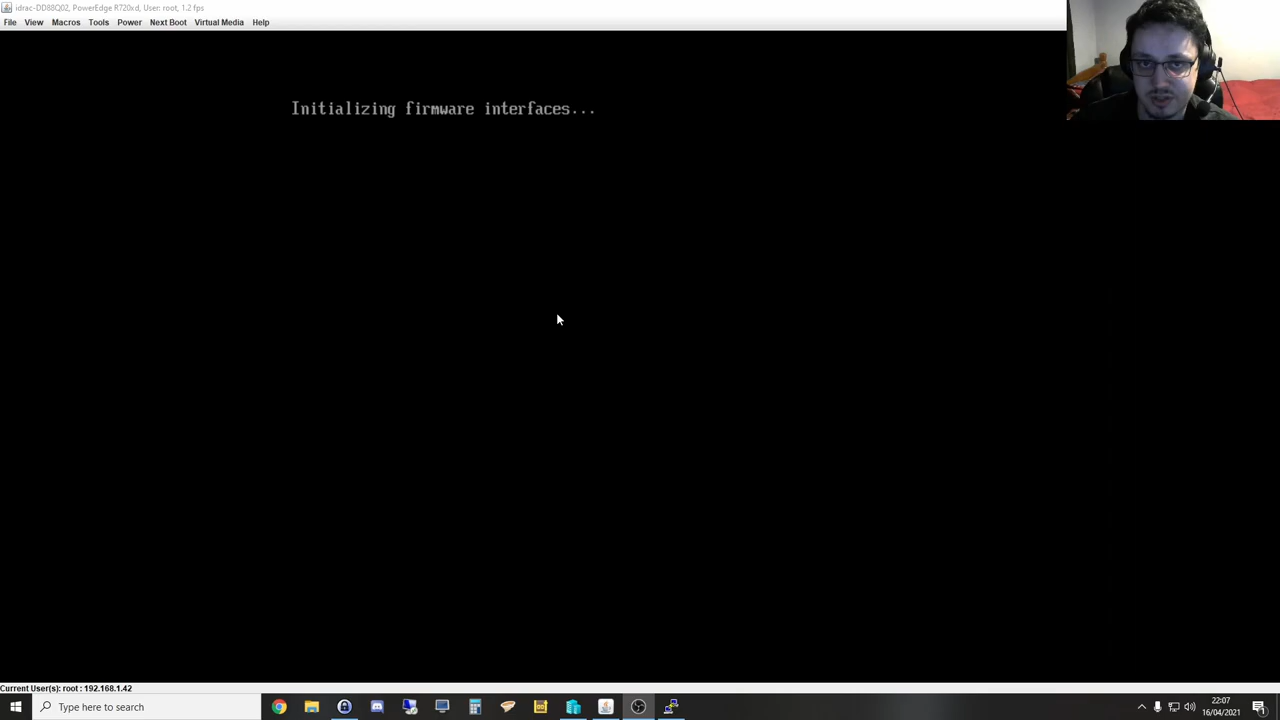 idrac-DD88Q02, PowerEdge R720xd, User: root, 1.2 fps
File View Macros Tools Power Next Boot Virtual Media Help
Initializing firmware interfaces...
Current User(s): root : 192.168.1.42
Type here to search
22:07
16/04/2021
1